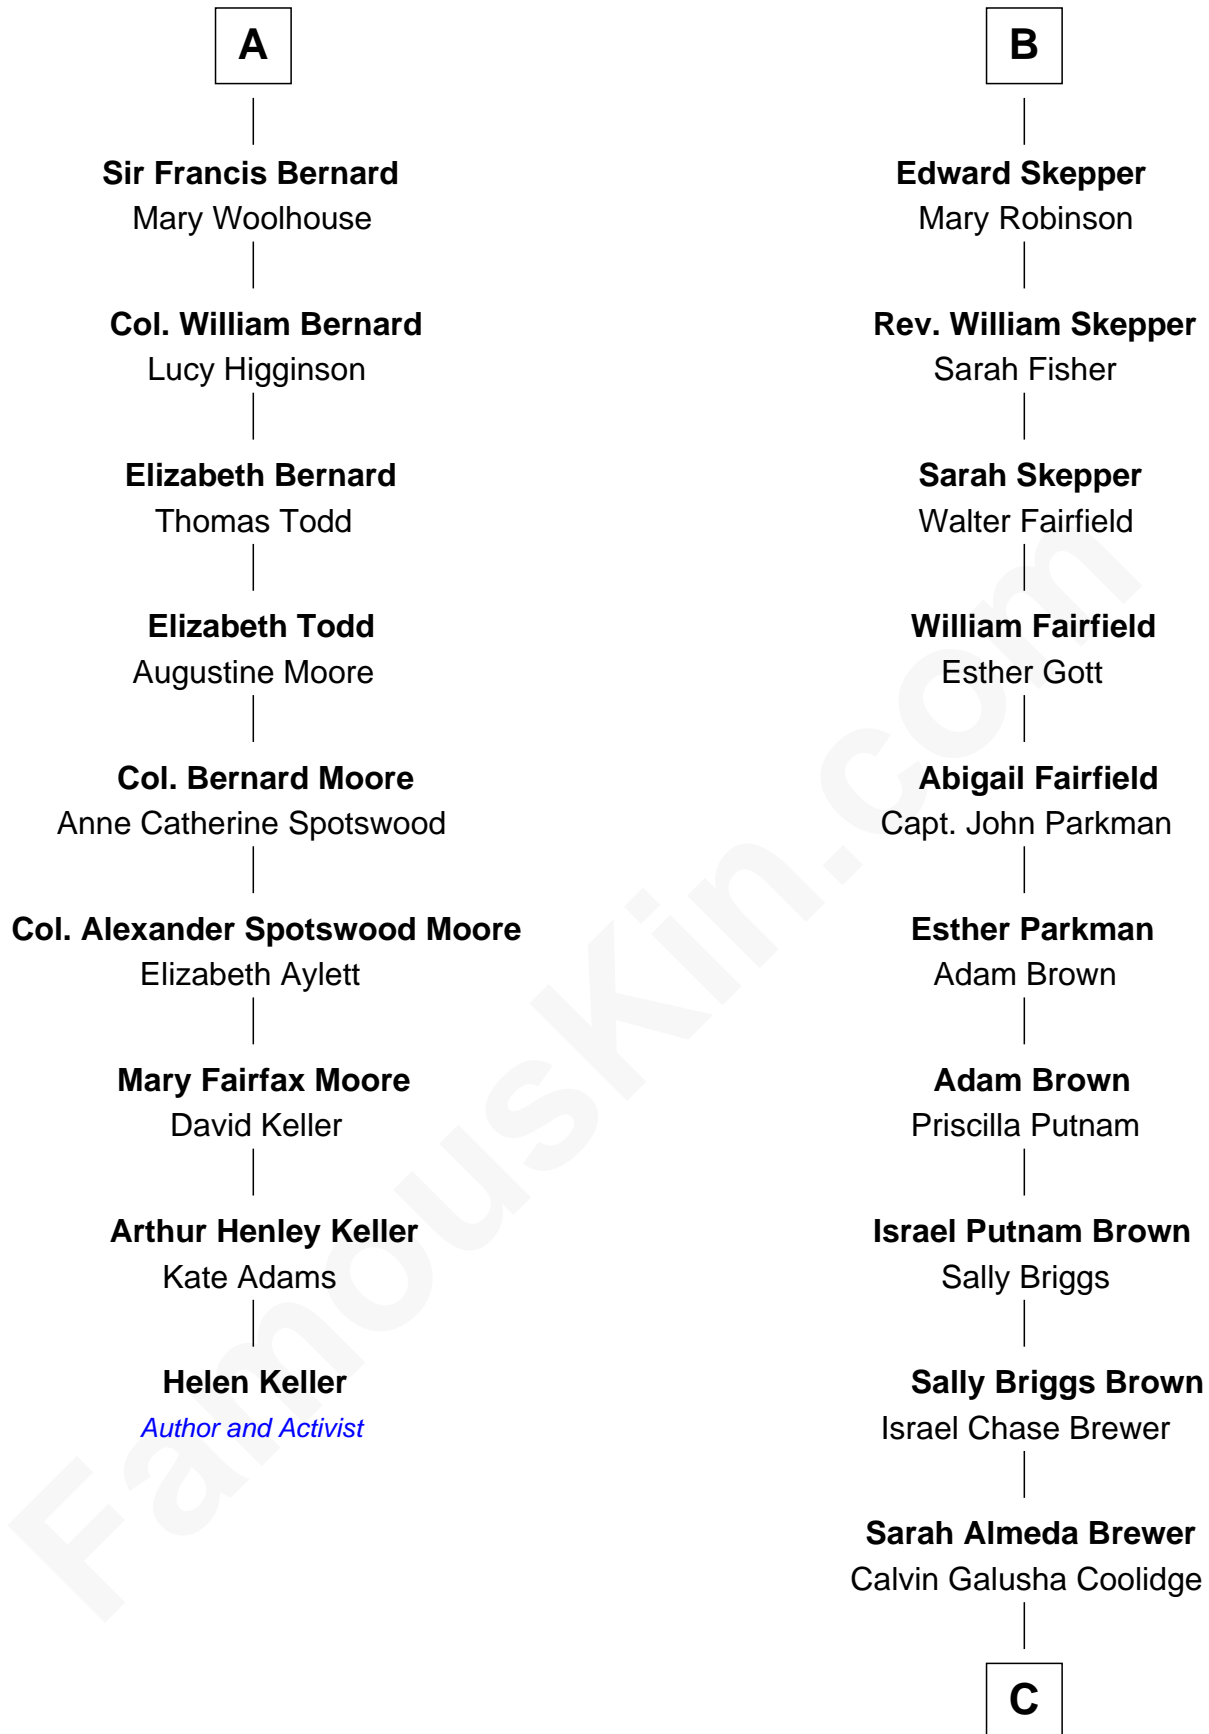 A
Sir Francis Bernard
Mary Woolhouse
Col. William Bernard
Lucy Higginson
Elizabeth Bernard
Thomas Todd
Elizabeth Todd
Augustine Moore
Col. Bernard Moore
Anne Catherine Spotswood
Col. Alexander Spotswood Moore
Elizabeth Aylett
Mary Fairfax Moore
David Keller
Arthur Henley Keller
Kate Adams
Helen Keller
Author and Activist
B
Edward Skepper
Mary Robinson
Rev. William Skepper
Sarah Fisher
Sarah Skepper
Walter Fairfield
William Fairfield
Esther Gott
Abigail Fairfield
Capt. John Parkman
Esther Parkman
Adam Brown
Adam Brown
Priscilla Putnam
Israel Putnam Brown
Sally Briggs
Sally Briggs Brown
Israel Chase Brewer
Sarah Almeda Brewer
Calvin Galusha Coolidge
C
FamousKin.com